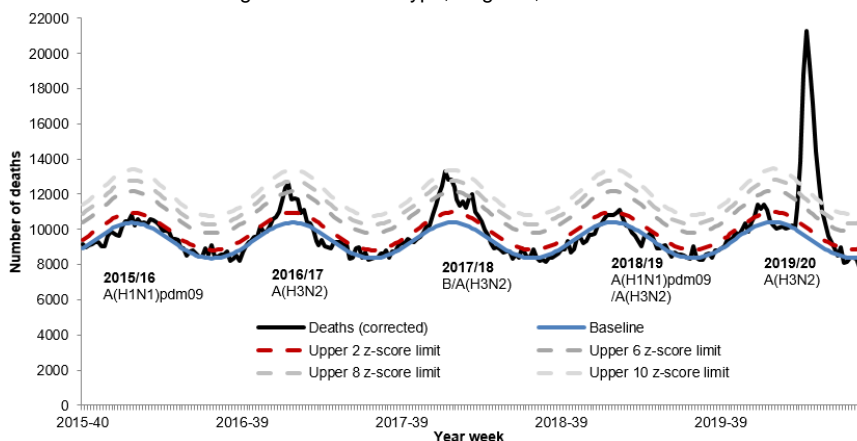 22000
20000
18000
16000
14000
12000
10000
8000
6000
4000
2000
0
Number of deaths
2015/16
A(H1N1)pdm09
2016/17
A(H3N2)
2017/18
B/A(H3N2)
2018/19
A(H1N1)pdm09
/A(H3N2)
2019/20
A(H3N2)
Deaths (corrected)
Baseline
Upper 2 z-score limit
Upper 6 z-score limit
Upper 8 z-score limit
Upper 10 z-score limit
2015-40
2016-39
2017-39
2018-39
2019-39
Year week